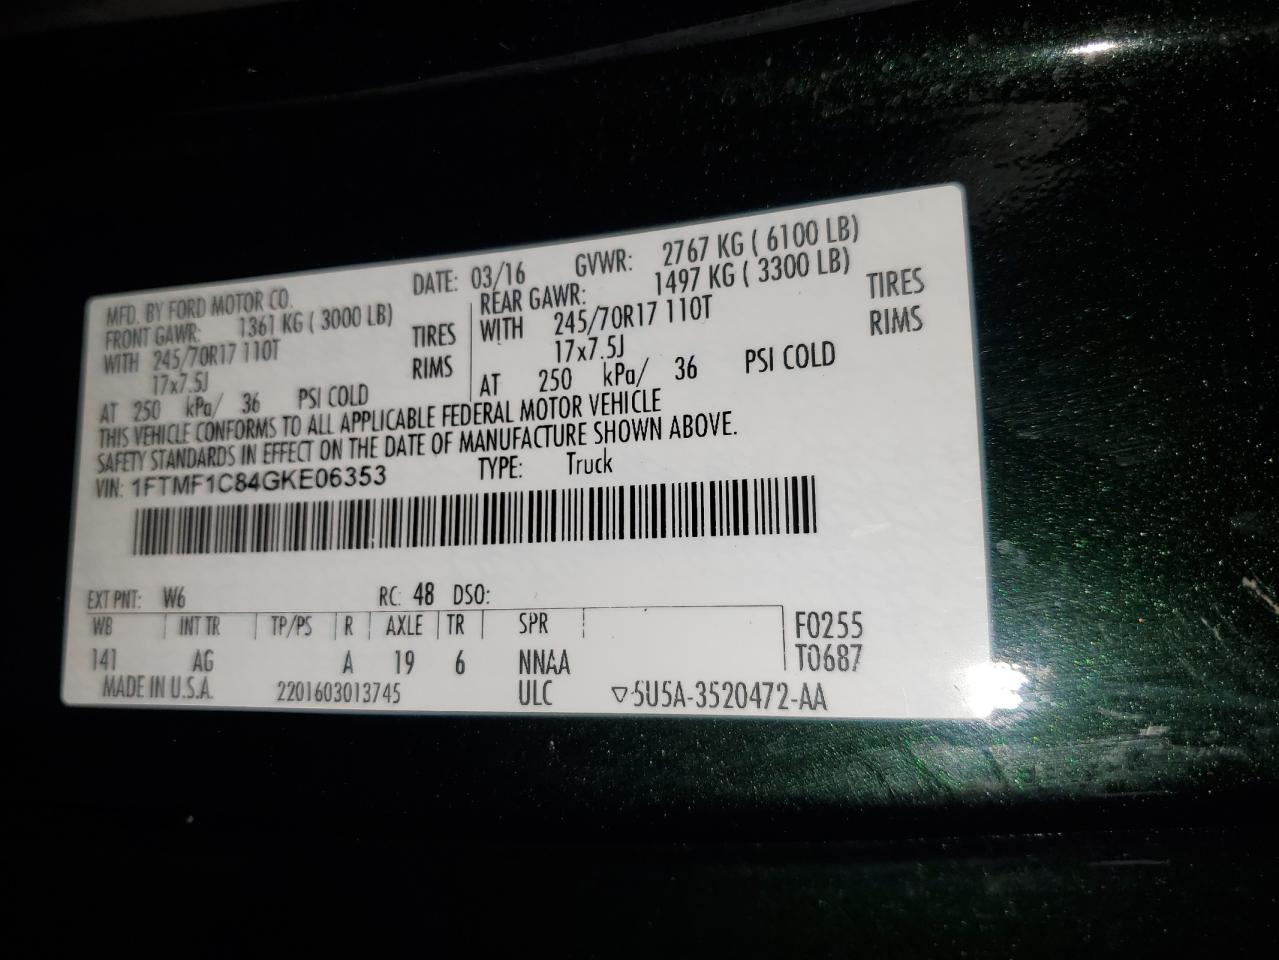 MFD. BY FORD MOTOR CO.
DATE: 03/16 GVWR: 2767 KG ( 6100 LB)
FRONT GAWR: 1361 KG ( 3000 LB)
WITH 245/70R17 110T TIRES
17x7.5J RIMS
AT 250 kPa/ 36 PSI COLD
REAR GAWR: 1497 KG ( 3300 LB)
WITH 245/70R17 110T TIRES
17x7.5J RIMS
AT 250 kPa/ 36 PSI COLD
THIS VEHICLE CONFORMS TO ALL APPLICABLE FEDERAL MOTOR VEHICLE
SAFETY STANDARDS IN EFFECT ON THE DATE OF MANUFACTURE SHOWN ABOVE.
VIN: 1FTMF1C84GKE06353 TYPE: Truck
EXT PNT: W6 RC: 48 DSO:
WB INT TR TP/PS R AXLE TR SPR F0255
141 AG A 19 6 NNAA T0687
MADE IN U.S.A. 2201603013745 ULC ▽5U5A-3520472-AA